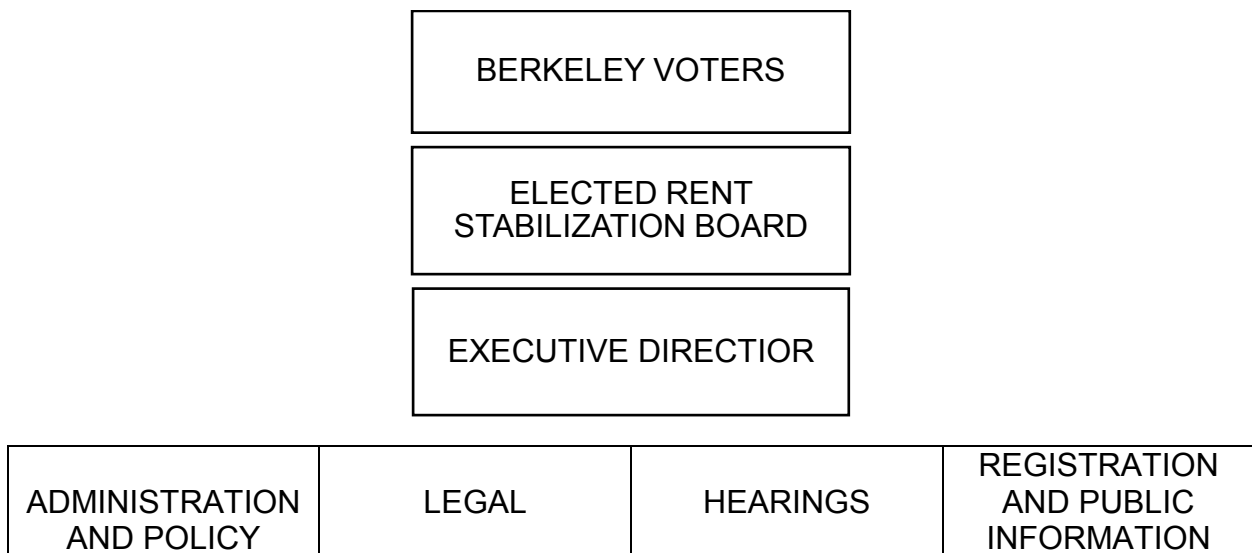 BERKELEY VOTERS
ELECTED RENT
STABILIZATION BOARD
EXECUTIVE DIRECTIOR
ADMINISTRATION
AND POLICY
LEGAL
HEARINGS
REGISTRATION
AND PUBLIC
INFORMATION